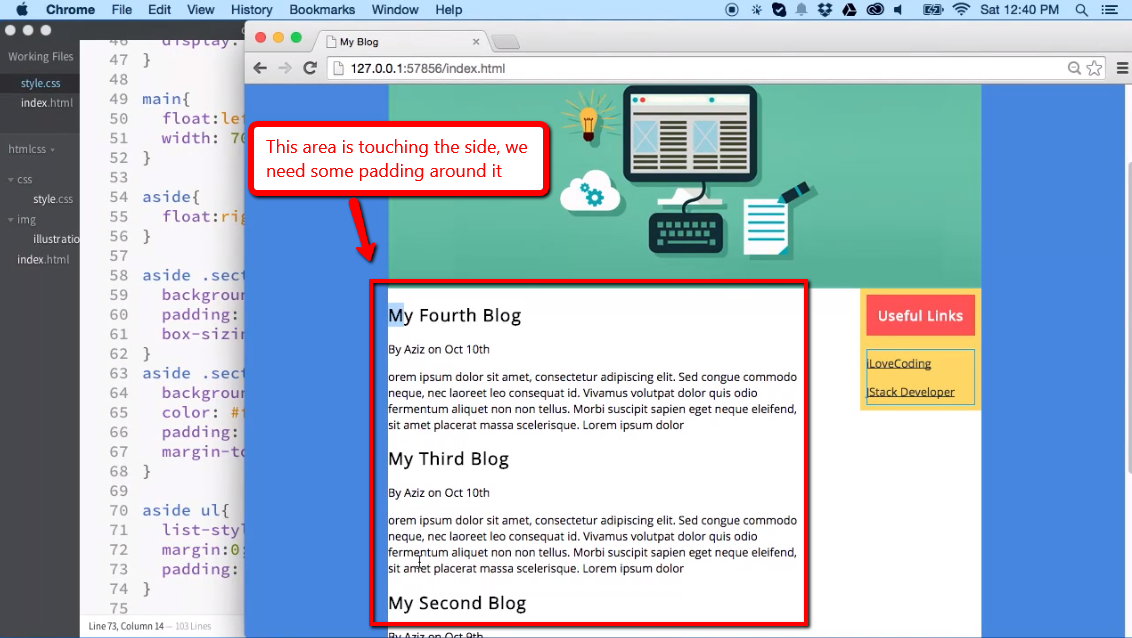 Chrome File Edit View History Bookmarks Window Help Sat 12:40 PM
Working Files
style.css
index.html
htmlcss
css
style.css
img
illustratio
index.html
46 display:
47 }
48
49 main{
50 float:le
51 width: 70
52 }
53
54 aside{
55 float:rig
56 }
57
58 aside .sect
59 backgroun
60 padding:
61 box-sizin
62 }
63 aside .sect
64 backgroun
65 color: #
66 padding:
67 margin-to
68 }
69
70 aside ul{
71 list-styl
72 margin:0;
73 padding:
74 }
75
Line 73, Column 14 — 103 Lines
My Blog
127.0.0.1:57856/index.html
This area is touching the side, we
need some padding around it
My Fourth Blog
By Aziz on Oct 10th
orem ipsum dolor sit amet, consectetur adipiscing elit. Sed congue commodo
neque, nec laoreet leo consequat id. Vivamus volutpat dolor quis odio
fermentum aliquet non non tellus. Morbi suscipit sapien eget neque eleifend,
sit amet placerat massa scelerisque. Lorem ipsum dolor
My Third Blog
By Aziz on Oct 10th
orem ipsum dolor sit amet, consectetur adipiscing elit. Sed congue commodo
neque, nec laoreet leo consequat id. Vivamus volutpat dolor quis odio
fermentum aliquet non non tellus. Morbi suscipit sapien eget neque eleifend,
sit amet placerat massa scelerisque. Lorem ipsum dolor
My Second Blog
By Aziz on Oct 9th
Useful Links
iLoveCoding
JStack Developer